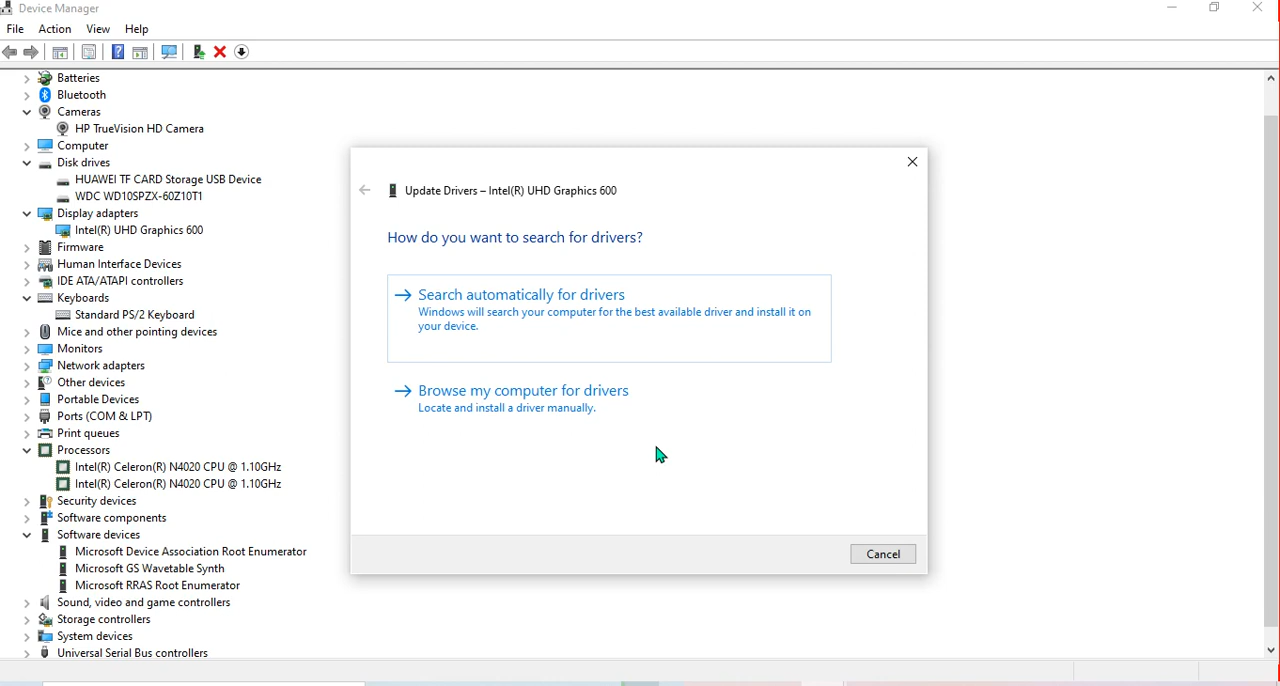 Device Manager
File Action View Help
Batteries
Bluetooth
Cameras
HP TrueVision HD Camera
Computer
Disk drives
HUAWEI TF CARD Storage USB Device
WDC WD10SPZX-60Z10T1
Display adapters
Intel(R) UHD Graphics 600
Firmware
Human Interface Devices
IDE ATA/ATAPI controllers
Keyboards
Standard PS/2 Keyboard
Mice and other pointing devices
Monitors
Network adapters
Other devices
Portable Devices
Ports (COM & LPT)
Print queues
Processors
Intel(R) Celeron(R) N4020 CPU @ 1.10GHz
Intel(R) Celeron(R) N4020 CPU @ 1.10GHz
Security devices
Software components
Software devices
Microsoft Device Association Root Enumerator
Microsoft GS Wavetable Synth
Microsoft RRAS Root Enumerator
Sound, video and game controllers
Storage controllers
System devices
Universal Serial Bus controllers
Update Drivers – Intel(R) UHD Graphics 600
How do you want to search for drivers?
Search automatically for drivers
Windows will search your computer for the best available driver and install it on
your device.
Browse my computer for drivers
Locate and install a driver manually.
Cancel